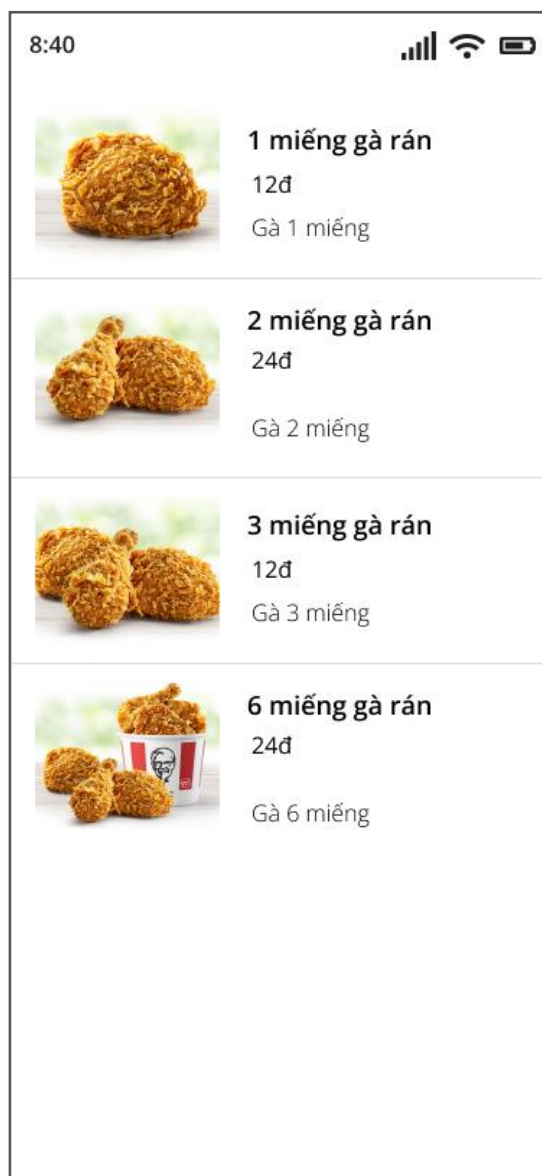 8:40
1 miếng gà rán
12đ
Gà 1 miếng
2 miếng gà rán
24đ
Gà 2 miếng
3 miếng gà rán
12đ
Gà 3 miếng
6 miếng gà rán
24đ
Gà 6 miếng